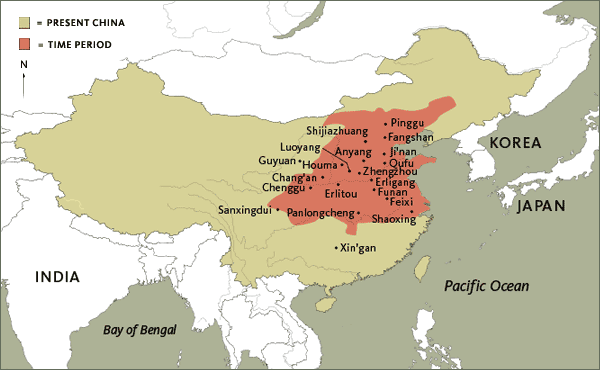 = PRESENT CHINA
= TIME PERIOD
N
Pinggu
Shijiazhuang
Fangshan
KOREA
Luoyang
Anyang
Ji'nan
Guyuan
Houma
Qufu
Zhengzhou
Chang'an
Erligang
Chenggu
Erlitou
Funan
Feixi
JAPAN
Sanxingdui
Panlongcheng
Shaoxing
Xin'gan
INDIA
Pacific Ocean
Bay of Bengal